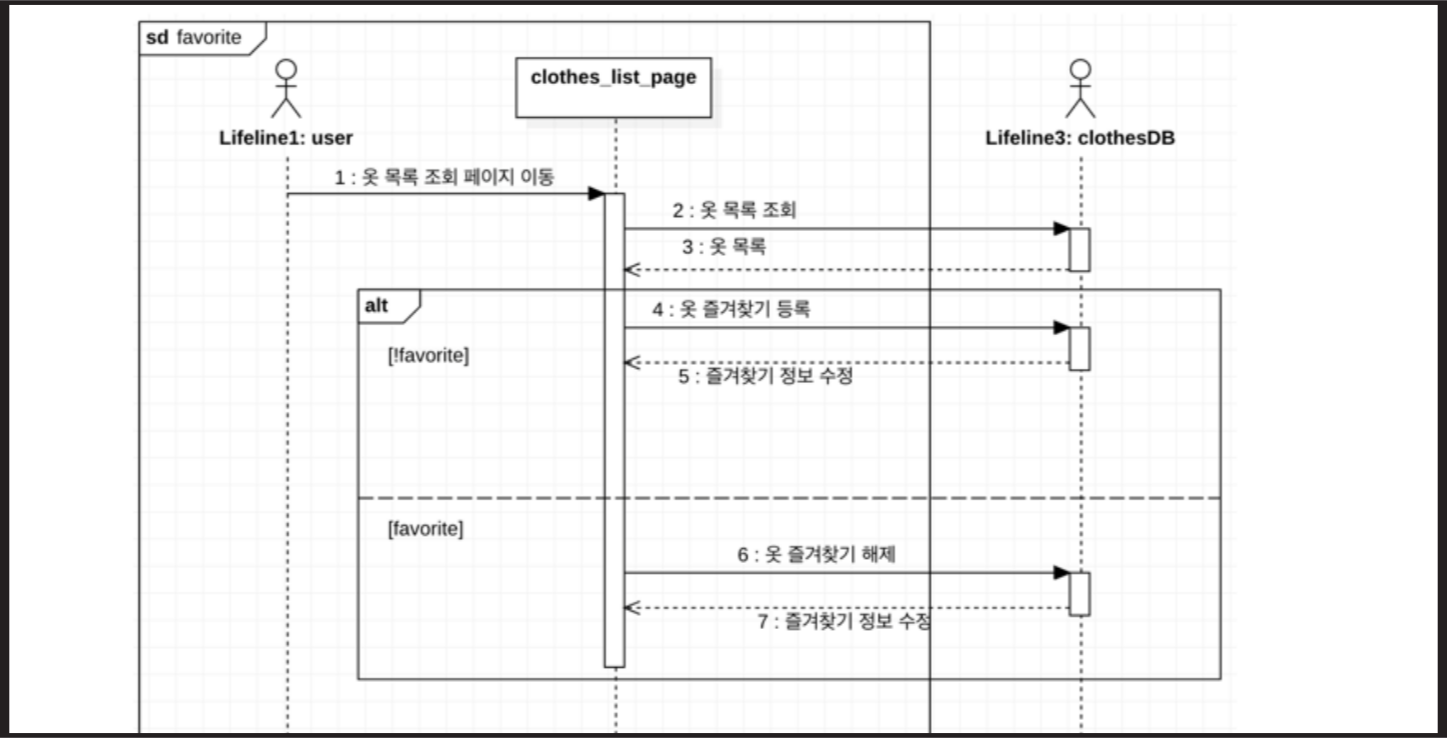 sd favorite
clothes_list_page
Lifeline1: user
Lifeline3: clothesDB
1 : 옷 목록 조회 페이지 이동
2 : 옷 목록 조회
3 : 옷 목록
alt
4 : 옷 즐겨찾기 등록
[!favorite]
5 : 즐겨찾기 정보 수정
[favorite]
6 : 옷 즐겨찾기 해제
7 : 즐겨찾기 정보 수정